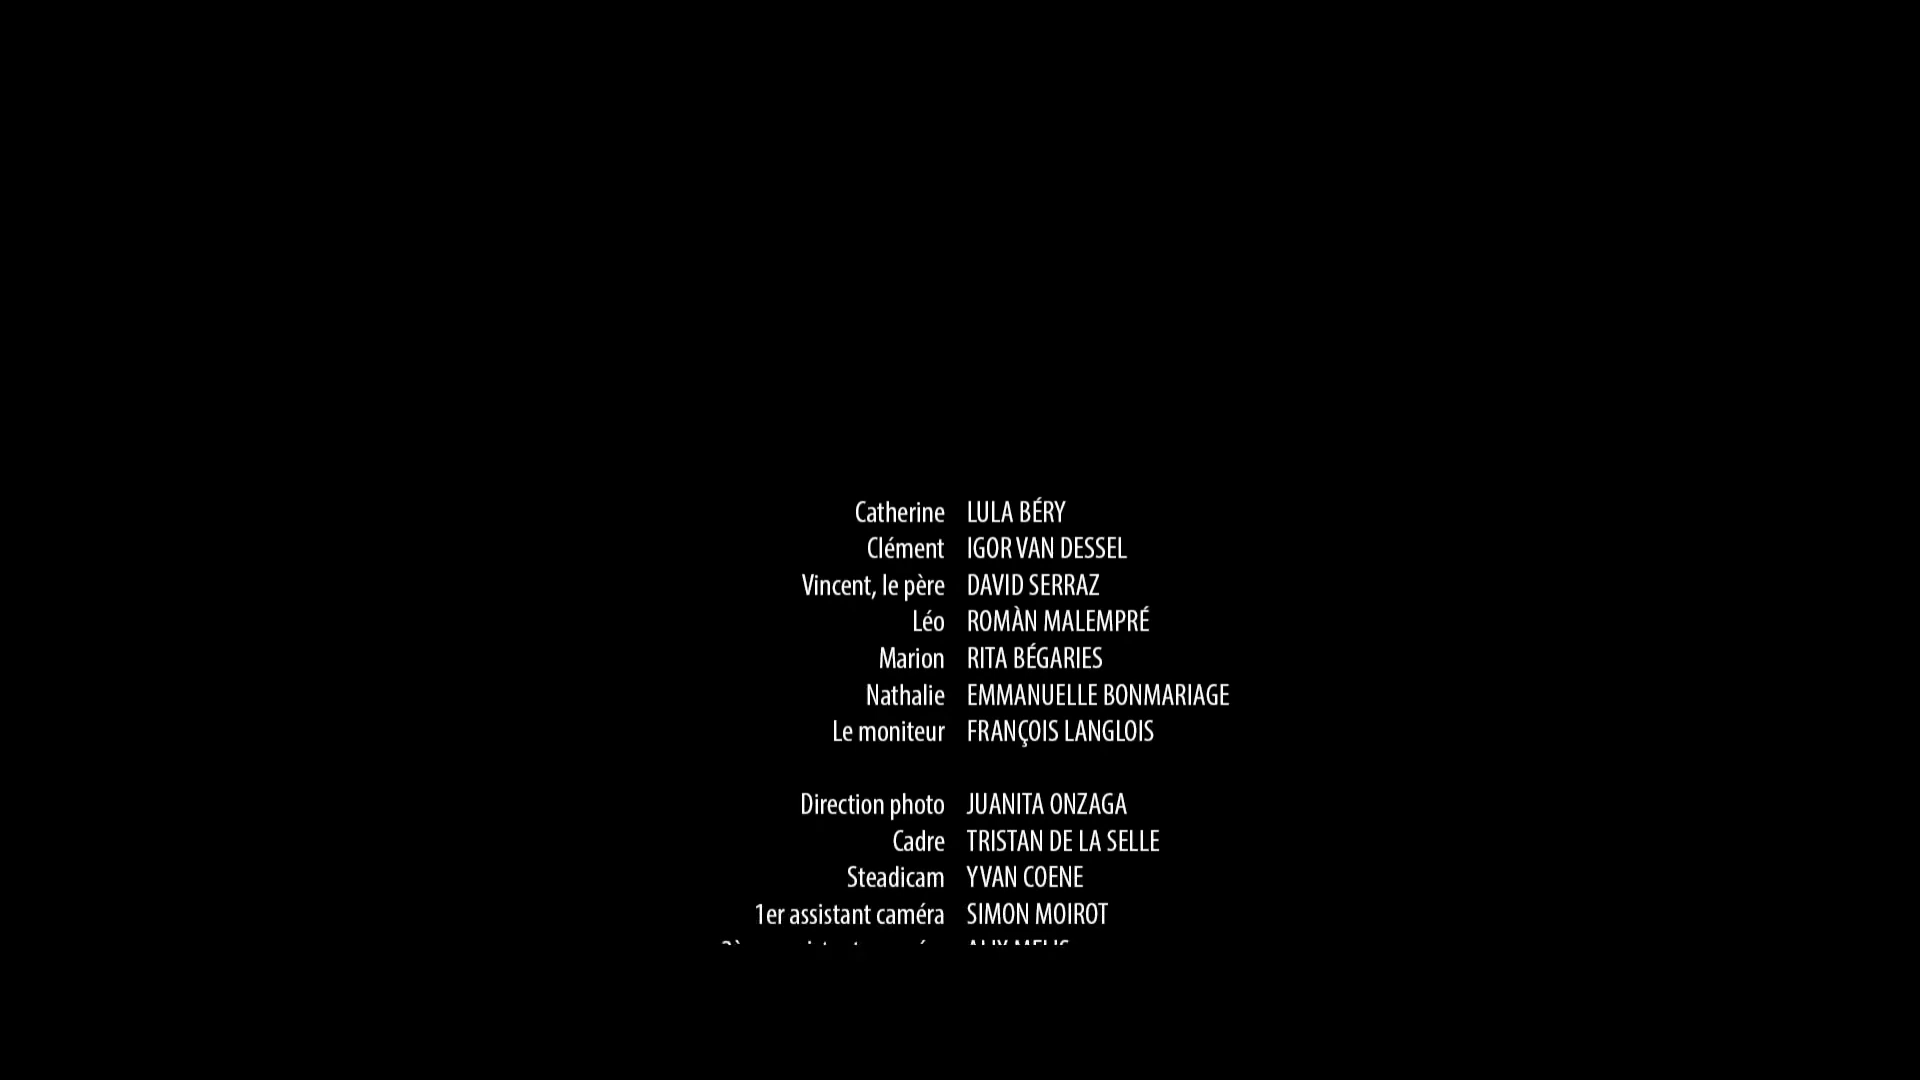 Catherine LULA BÉRY
Clément IGOR VAN DESSEL
Vincent, le père DAVID SERRAZ
Léo ROMÀN MALEMPRÉ
Marion RITA BÉGARIES
Nathalie EMMANUELLE BONMARIAGE
Le moniteur FRANÇOIS LANGLOIS
Direction photo JUANITA ONZAGA
Cadre TRISTAN DE LA SELLE
Steadicam YVAN COENE
1er assistant caméra SIMON MOIROT